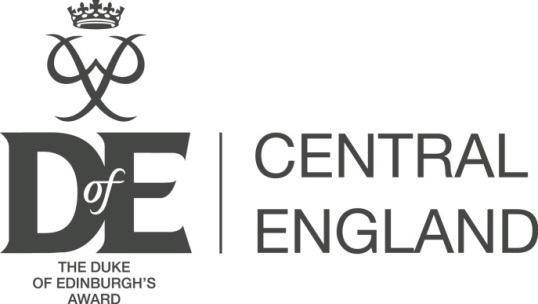 DofE
THE DUKE
OF EDINBURGH'S
AWARD
CENTRAL
ENGLAND